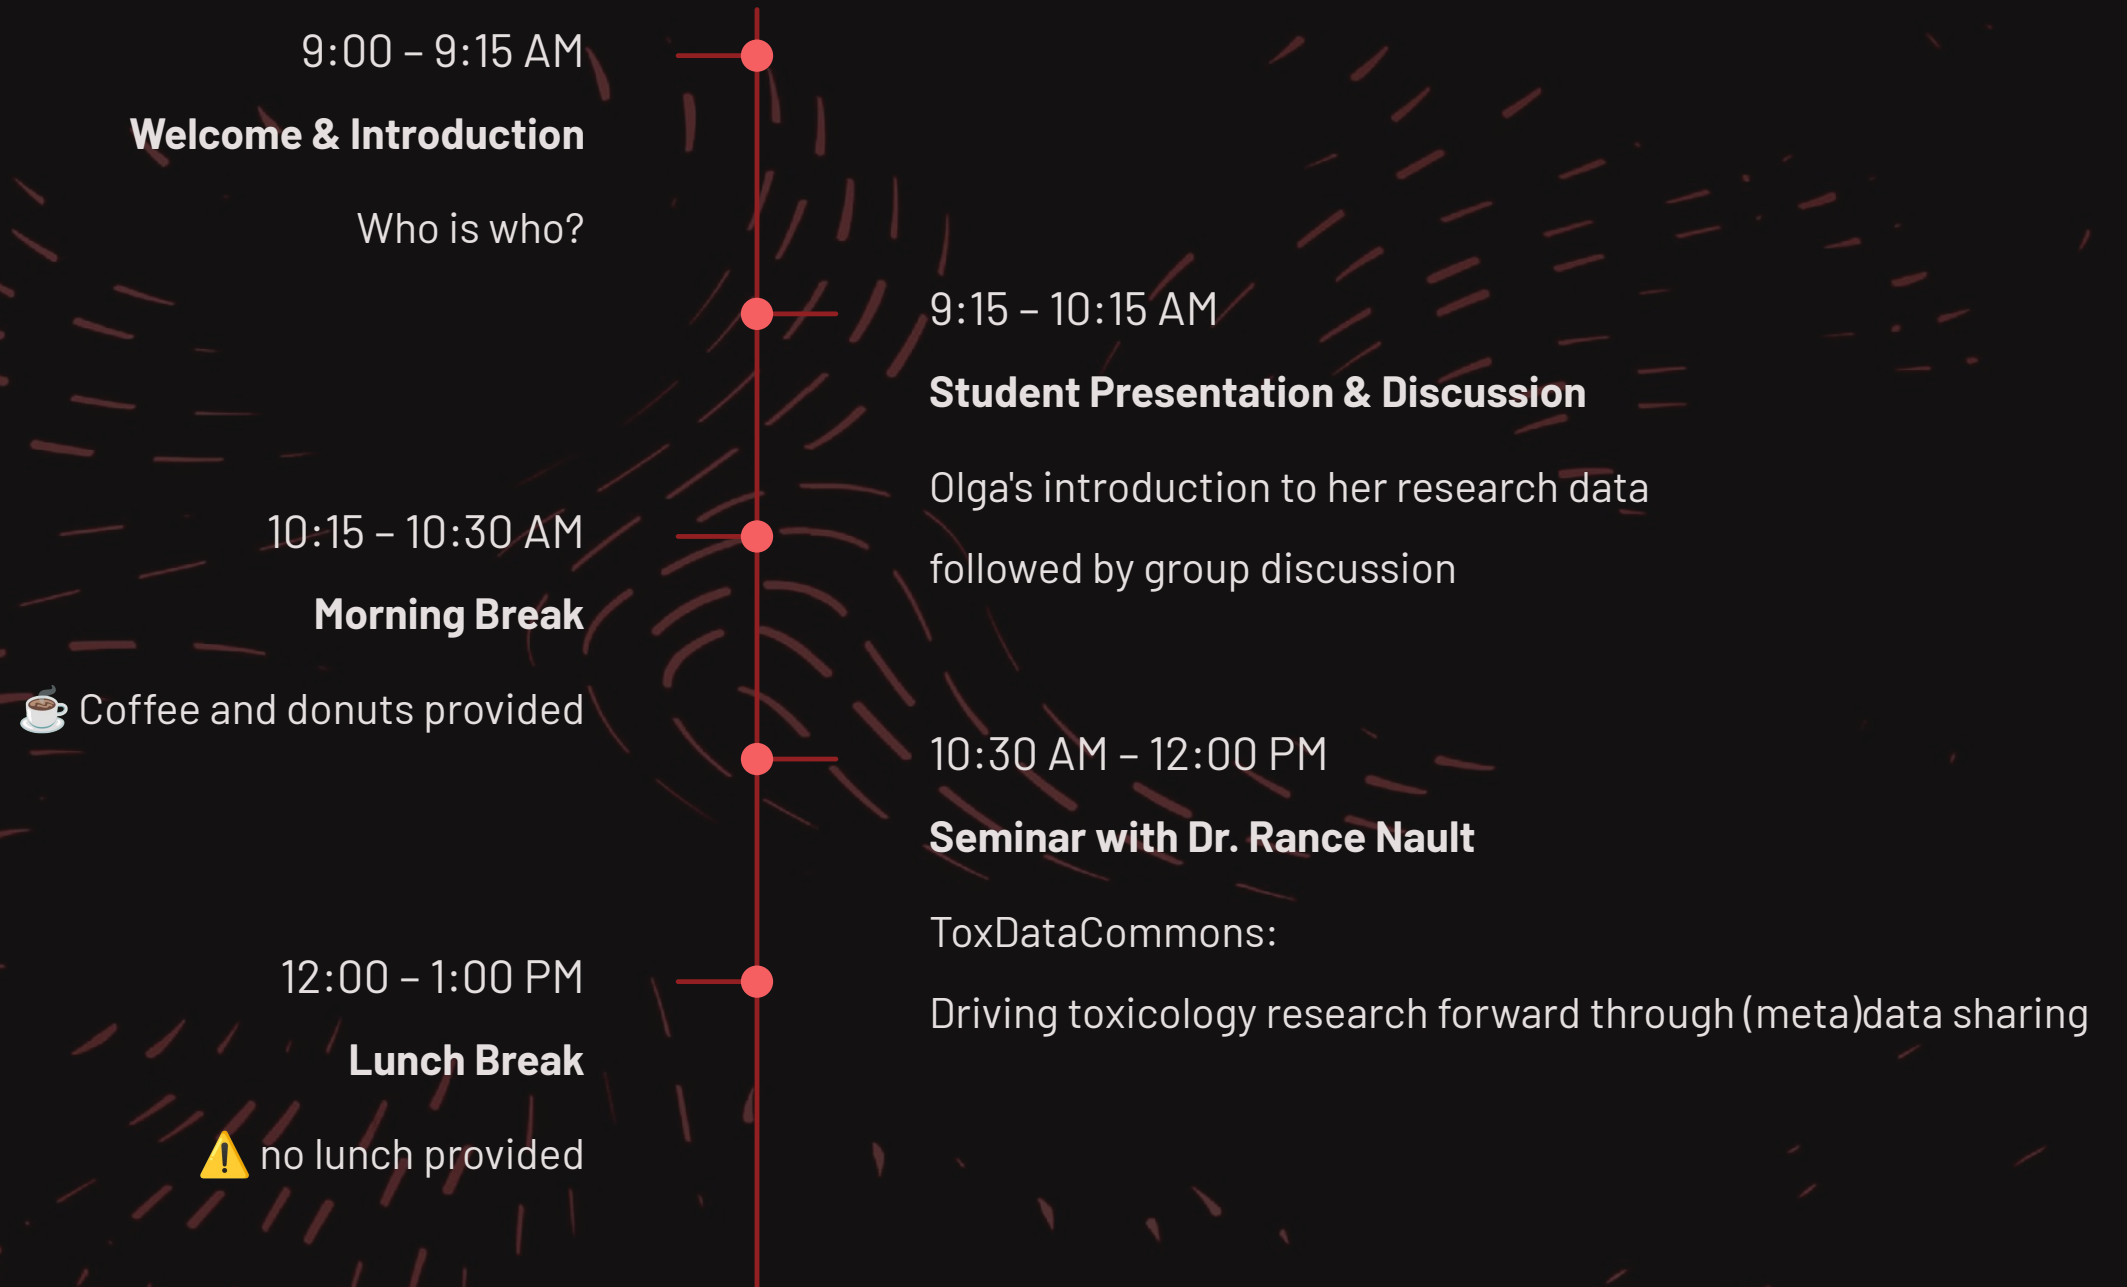 9:00 – 9:15 AM
Welcome & Introduction
Who is who?
9:15 – 10:15 AM
Student Presentation & Discussion
Olga's introduction to her research data
followed by group discussion
10:15 – 10:30 AM
Morning Break
☕ Coffee and donuts provided
10:30 AM – 12:00 PM
Seminar with Dr. Rance Nault
ToxDataCommons:
Driving toxicology research forward through (meta)data sharing
12:00 – 1:00 PM
Lunch Break
⚠️ no lunch provided